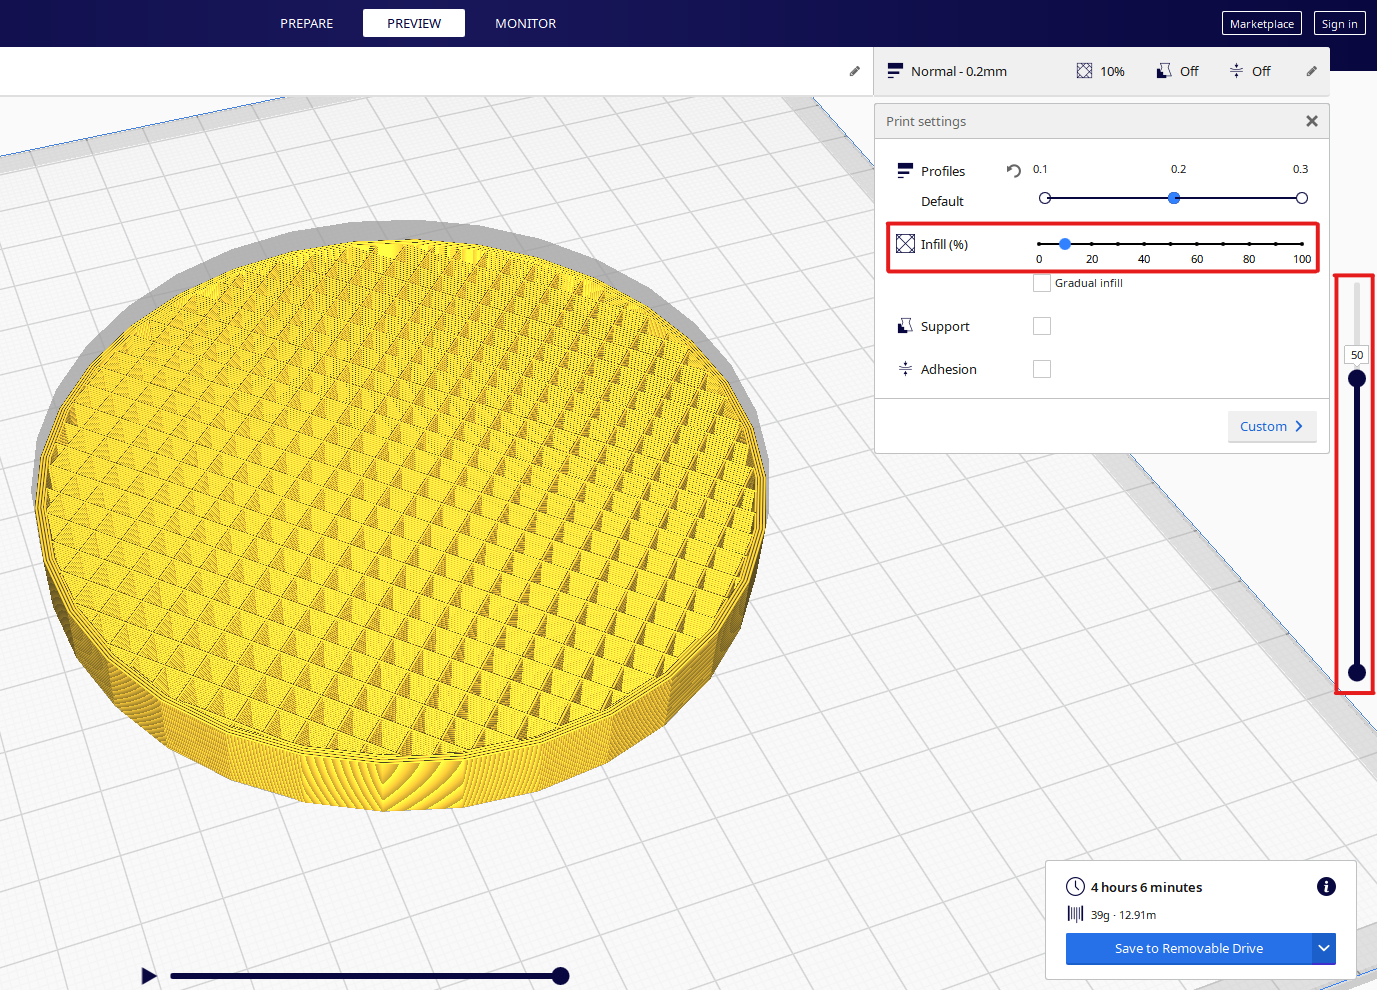 PREPARE PREVIEW MONITOR Marketplace Sign in
Normal - 0.2mm 10% Off Off
Print settings
Profiles 0.1 0.2 0.3
Default
Infill (%)
0 20 40 60 80 100
Gradual infill
Support
50
Adhesion
Custom
4 hours 6 minutes
39g · 12.91m
Save to Removable Drive